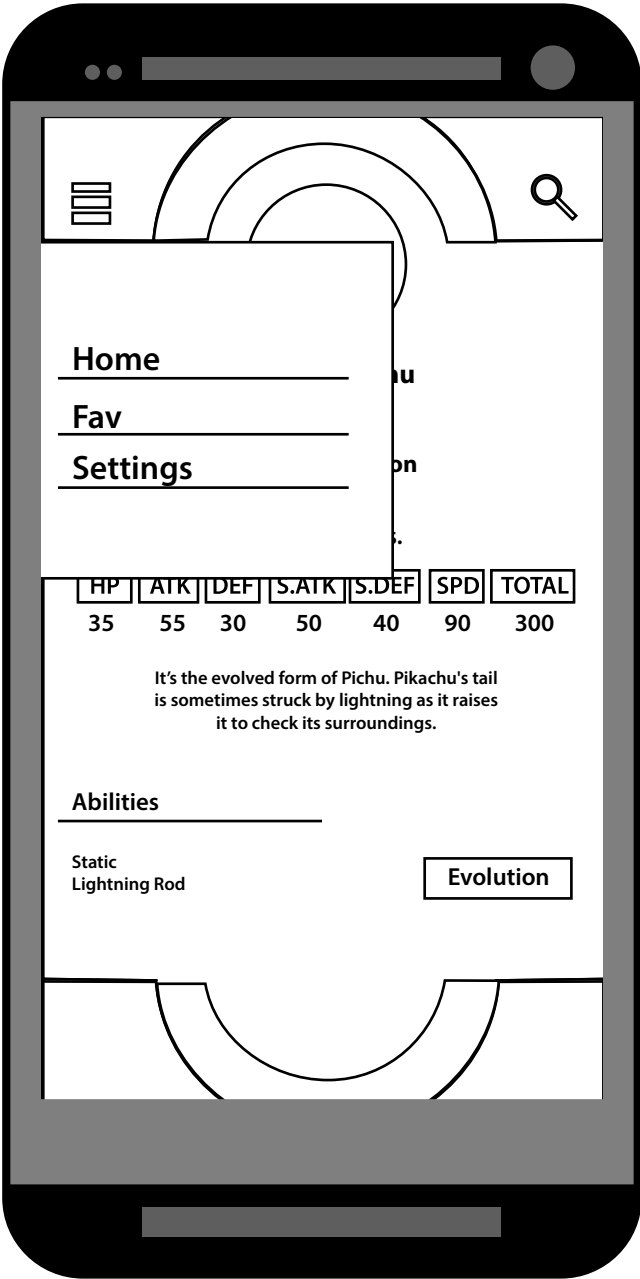 Home
Fav
Settings
HP ATK DEF S.ATK S.DEF SPD TOTAL
35 55 30 50 40 90 300
It’s the evolved form of Pichu. Pikachu's tail
is sometimes struck by lightning as it raises
it to check its surroundings.
Abilities
Static
Lightning Rod
Evolution